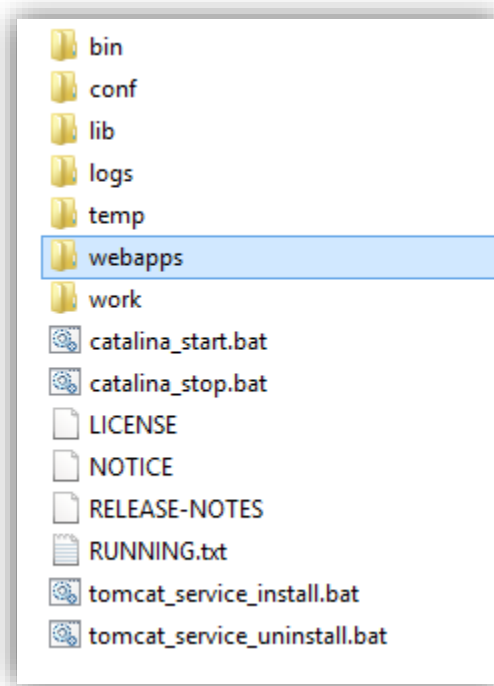 bin
conf
lib
logs
temp
webapps
work
catalina_start.bat
catalina_stop.bat
LICENSE
NOTICE
RELEASE-NOTES
RUNNING.txt
tomcat_service_install.bat
tomcat_service_uninstall.bat